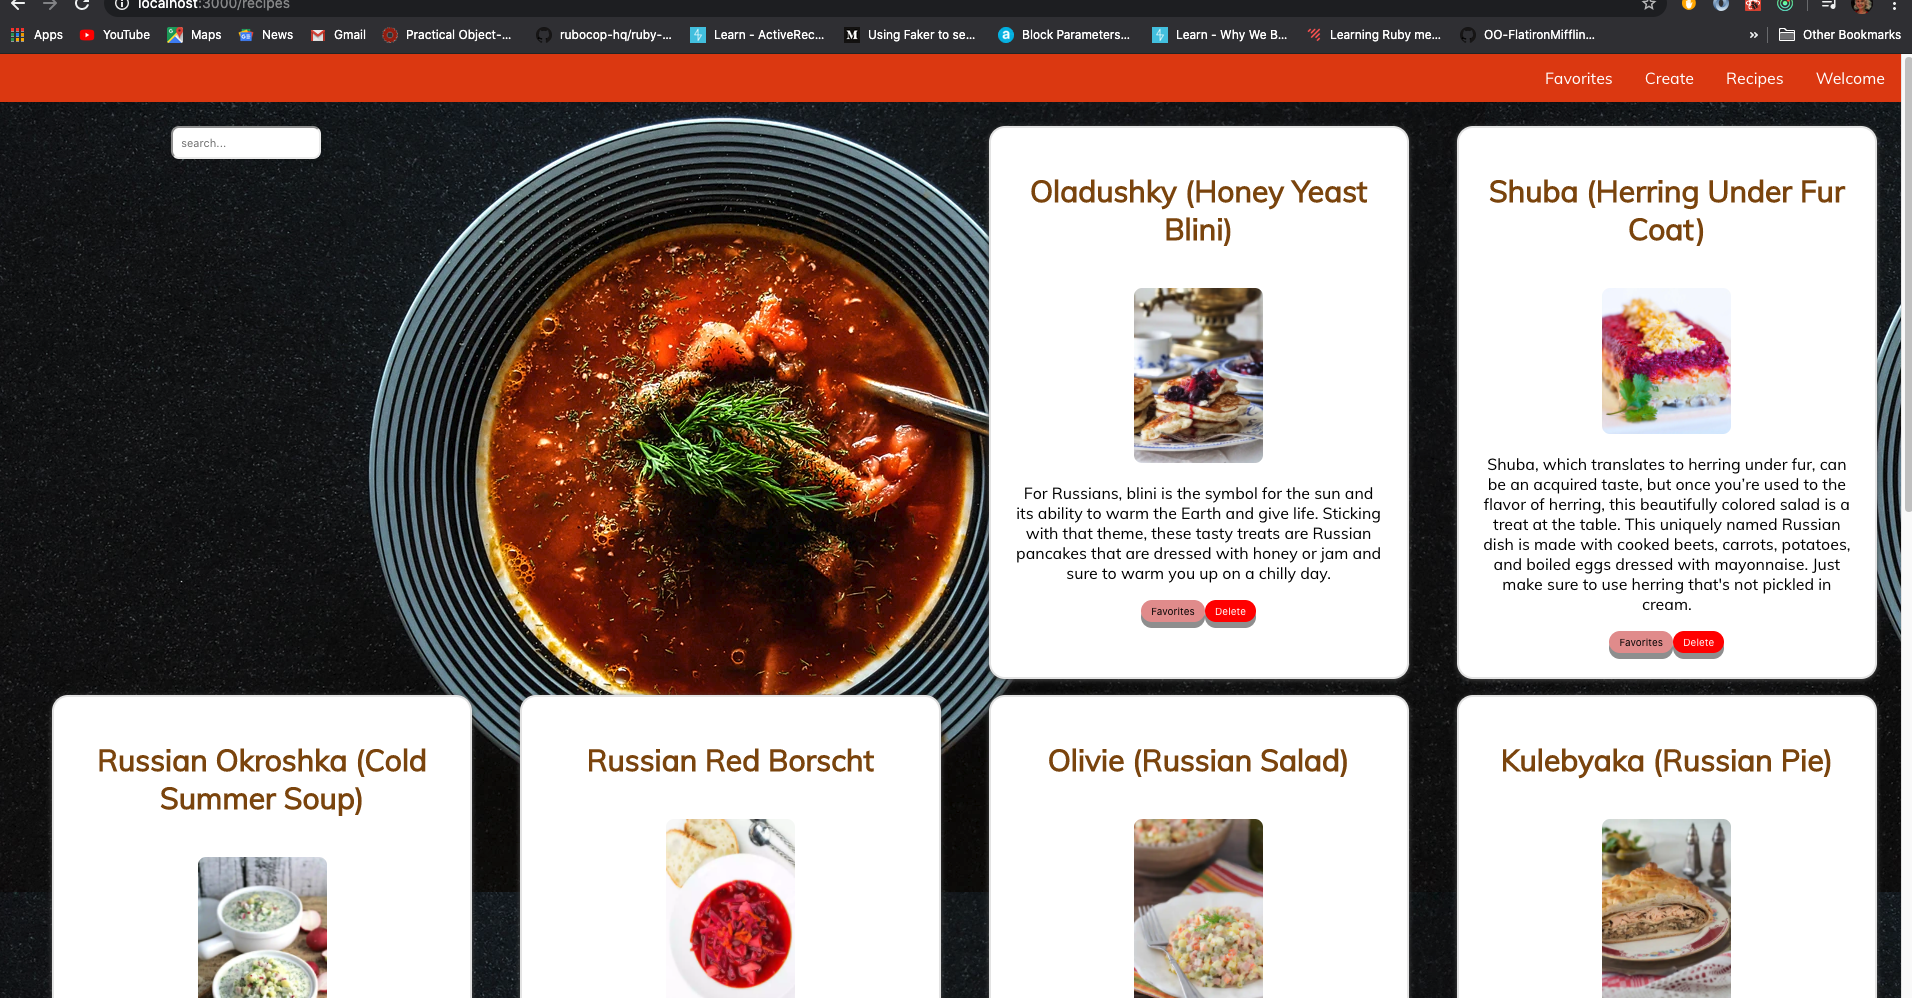 localhost:3000/recipes
Apps YouTube Maps News Gmail Practical Object-... rubocop-hq/ruby-... Learn - ActiveRec... M Using Faker to se... a Block Parameters... Learn - Why We B... Learning Ruby me... OO-FlatironMifflin... » Other Bookmarks
Favorites Create Recipes Welcome
search...
Oladushky (Honey Yeast
Blini)
For Russians, blini is the symbol for the sun and
its ability to warm the Earth and give life. Sticking
with that theme, these tasty treats are Russian
pancakes that are dressed with honey or jam and
sure to warm you up on a chilly day.
Favorites Delete
Shuba (Herring Under Fur
Coat)
Shuba, which translates to herring under fur, can
be an acquired taste, but once you're used to the
flavor of herring, this beautifully colored salad is a
treat at the table. This uniquely named Russian
dish is made with cooked beets, carrots, potatoes,
and boiled eggs dressed with mayonnaise. Just
make sure to use herring that's not pickled in
cream.
Favorites Delete
Russian Okroshka (Cold
Summer Soup)
Russian Red Borscht
Olivie (Russian Salad)
Kulebyaka (Russian Pie)